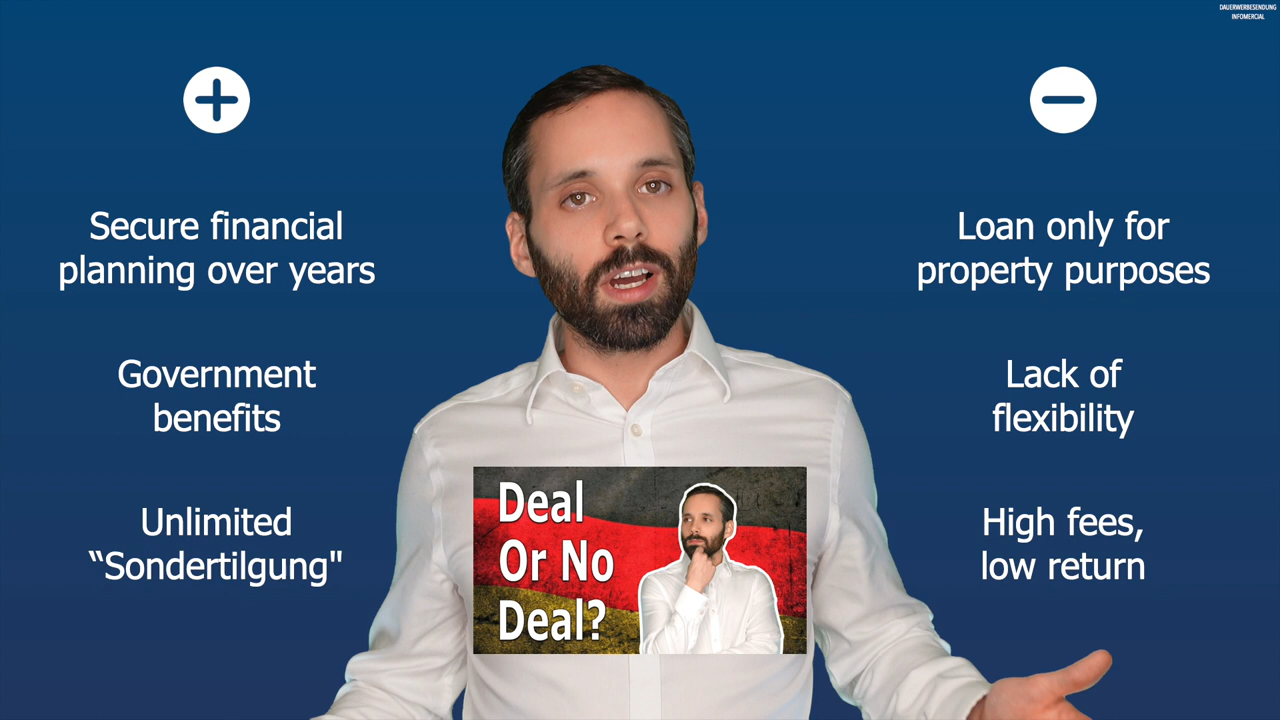 DAUERWERBESENDUNG
INFOMERCIAL
Secure financial
planning over years
Government
benefits
Unlimited
“Sondertilgung"
Loan only for
property purposes
Lack of
flexibility
High fees,
low return
Deal
Or No
Deal?